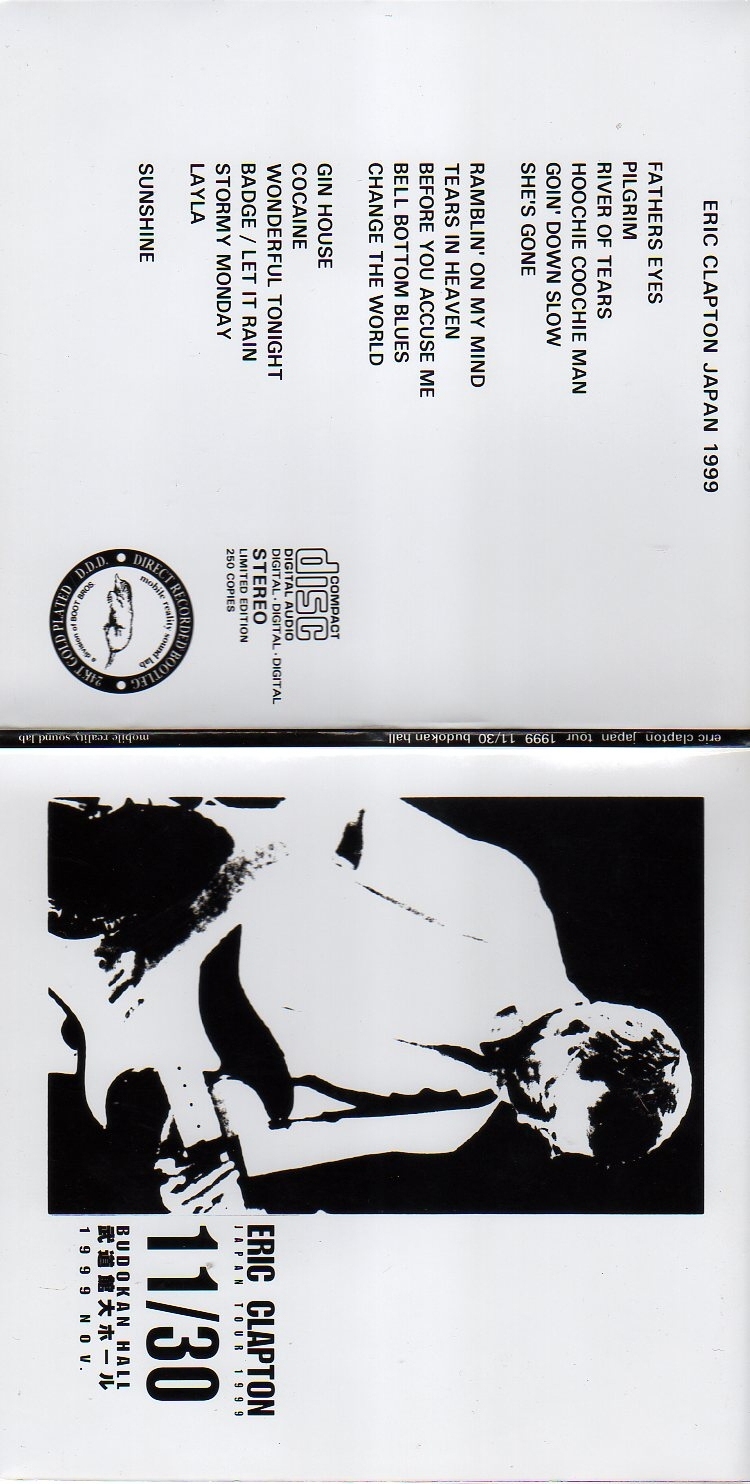 ERIC CLAPTON JAPAN 1999
FATHERS EYES
PILGRIM
RIVER OF TEARS
HOOCHIE COOCHIE MAN
GOIN' DOWN SLOW
SHE'S GONE
RAMBLIN' ON MY MIND
TEARS IN HEAVEN
BEFORE YOU ACCUSE ME
BELL BOTTOM BLUES
CHANGE THE WORLD
GIN HOUSE
COCAINE
WONDERFUL TONIGHT
BADGE / LET IT RAIN
STORMY MONDAY
LAYLA
SUNSHINE
COMPACT
disc
DIGITAL AUDIO
DIGITAL · DIGITAL · DIGITAL
STEREO
LIMITED EDITION
250 COPIES
DIRECT RECORDED BOOTLEG
24KT GOLD PLATED / D.D.D.
mobile reality sound lab
a division of BOOT BROS.
eric clapton japan tour 1999 11/30 budokan hall
mobile reality sound lab
ERIC CLAPTON
JAPAN TOUR 1999
11/30
BUDOKAN HALL
武道館大ホール
1999 NOV.